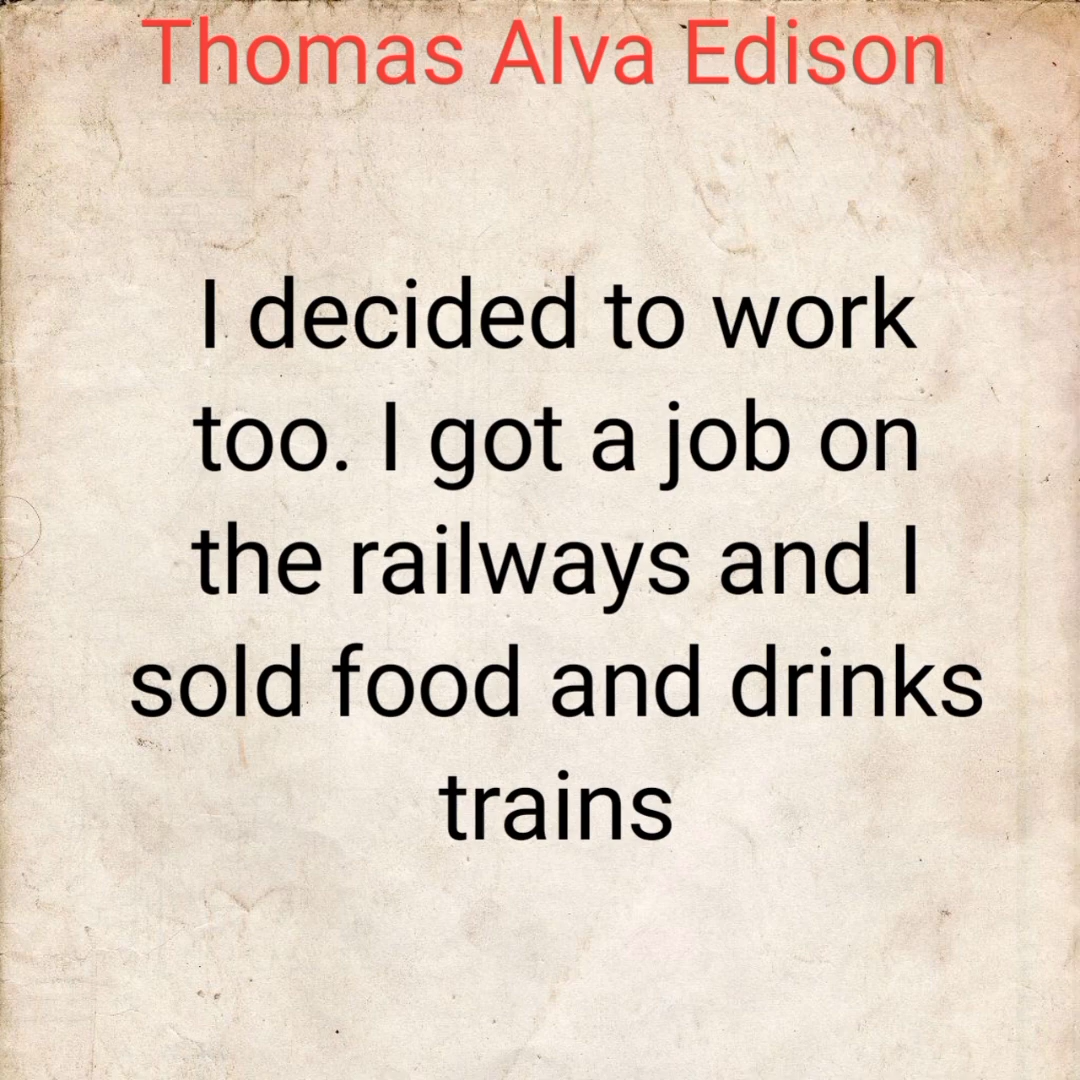 Thomas Alva Edison
I decided to work
too. I got a job on
the railways and I
sold food and drinks
trains